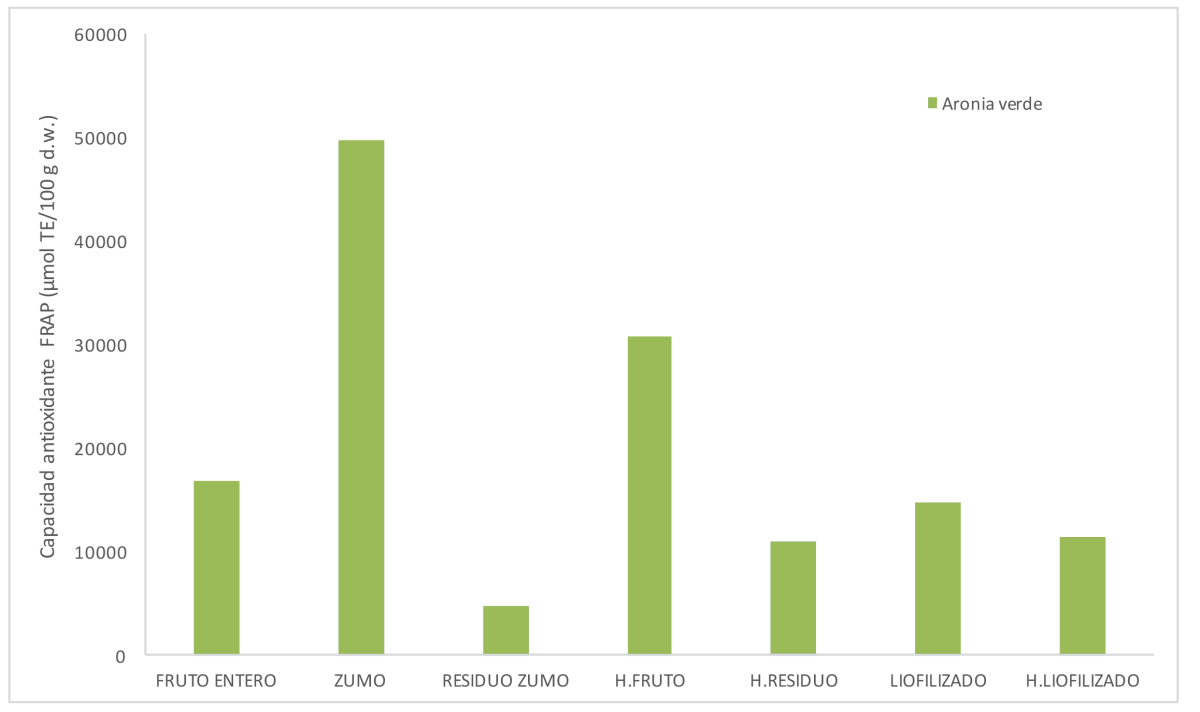 60000
50000
40000
30000
20000
10000
0
Capacidad antioxidante FRAP (µmol TE/100 g d.w.)
Aronia verde
FRUTO ENTERO
ZUMO
RESIDUO ZUMO
H.FRUTO
H.RESIDUO
LIOFILIZADO
H.LIOFILIZADO